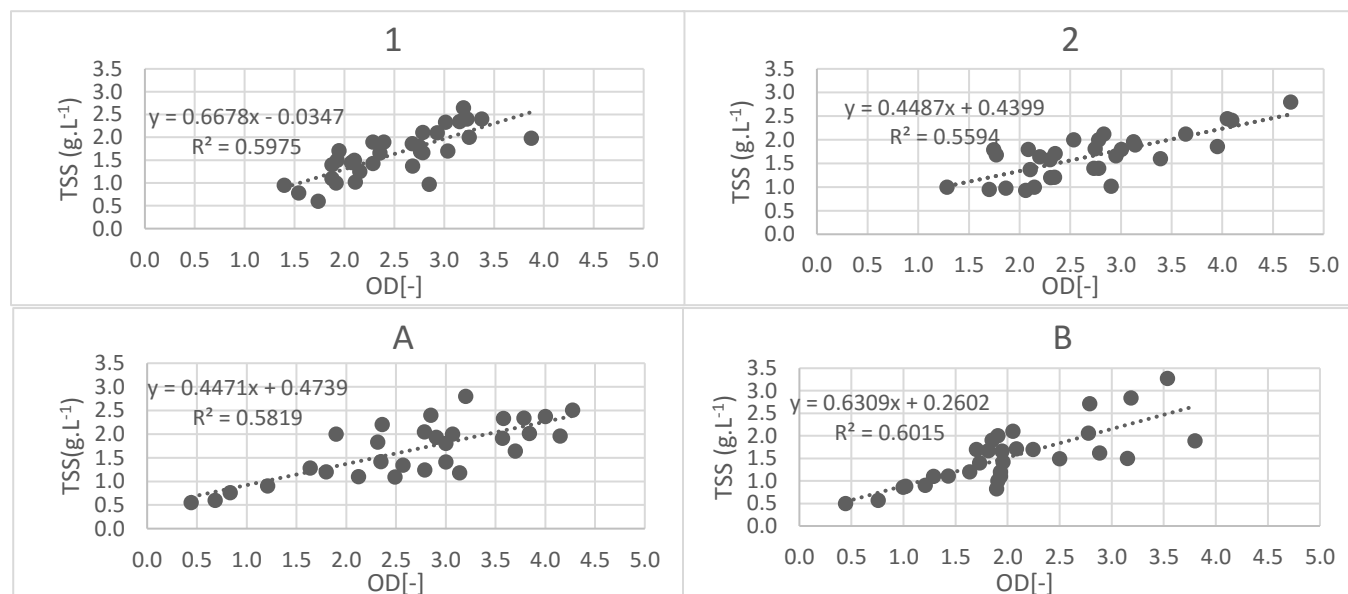 1
3.5
3.0
2.5
2.0
1.5
1.0
0.5
0.0
TSS (g.L⁻¹)
y = 0.6678x - 0.0347
R² = 0.5975
0.0 0.5 1.0 1.5 2.0 2.5 3.0 3.5 4.0 4.5 5.0
OD[-]
2
3.5
3.0
2.5
2.0
1.5
1.0
0.5
0.0
TSS (g.L⁻¹)
y = 0.4487x + 0.4399
R² = 0.5594
0.0 0.5 1.0 1.5 2.0 2.5 3.0 3.5 4.0 4.5 5.0
OD[-]
A
3.5
3.0
2.5
2.0
1.5
1.0
0.5
0.0
TSS(g.L⁻¹)
y = 0.4471x + 0.4739
R² = 0.5819
0.0 0.5 1.0 1.5 2.0 2.5 3.0 3.5 4.0 4.5 5.0
OD[-]
B
3.5
3.0
2.5
2.0
1.5
1.0
0.5
0.0
TSS (g.L⁻¹)
y = 0.6309x + 0.2602
R² = 0.6015
0.0 0.5 1.0 1.5 2.0 2.5 3.0 3.5 4.0 4.5 5.0
OD[-]